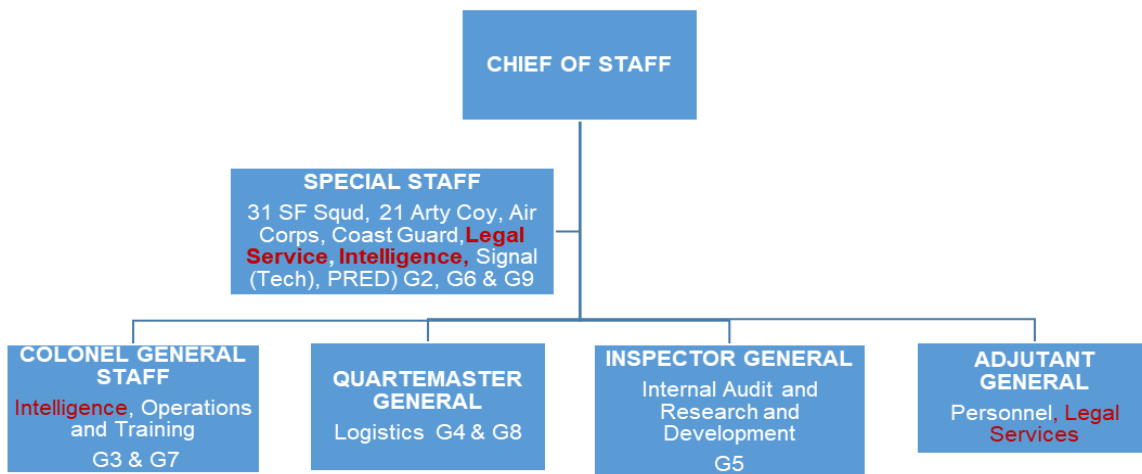 CHIEF OF STAFF
SPECIAL STAFF
31 SF Squd, 21 Arty Coy, Air
Corps, Coast Guard,Legal
Service, Intelligence, Signal
(Tech), PRED) G2, G6 & G9
COLONEL GENERAL
STAFF
Intelligence, Operations
and Training
G3 & G7
QUARTEMASTER
GENERAL
Logistics G4 & G8
INSPECTOR GENERAL
Internal Audit and
Research and
Development
G5
ADJUTANT
GENERAL
Personnel, Legal
Services